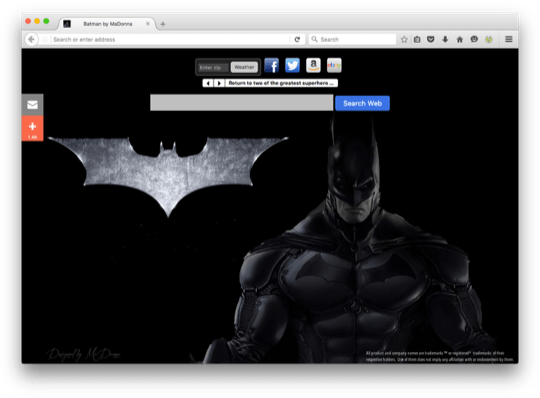 Batman by MaDonna
Search or enter address
Search
Enter zip
Weather
Return to two of the greatest superhero ...
Search Web
Designed by MaDonna
All product and company names are trademarks™ or registered® trademarks of their
respective holders. Use of them does not imply any affiliation with or endorsement by them.